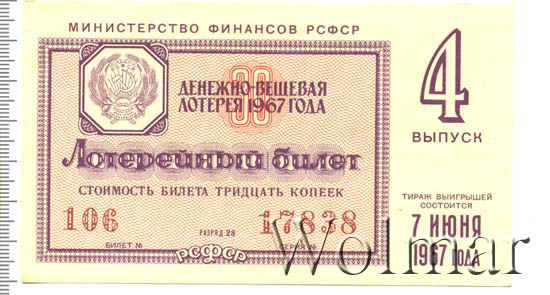 МИНИСТЕРСТВО ФИНАНСОВ РСФСР
ДЕНЕЖНО-ВЕЩЕВАЯ
ЛОТЕРЕЯ 1967 ГОДА
Лотерейный билет
СТОИМОСТЬ БИЛЕТА ТРИДЦАТЬ КОПЕЕК
106
РАЗРЯД 28
17838
БИЛЕТ №
СЕРИЯ №
РСФСР
4
ВЫПУСК
ТИРАЖ ВЫИГРЫШЕЙ
СОСТОИТСЯ
7 ИЮНЯ
1967 ГОДА
Wolmar